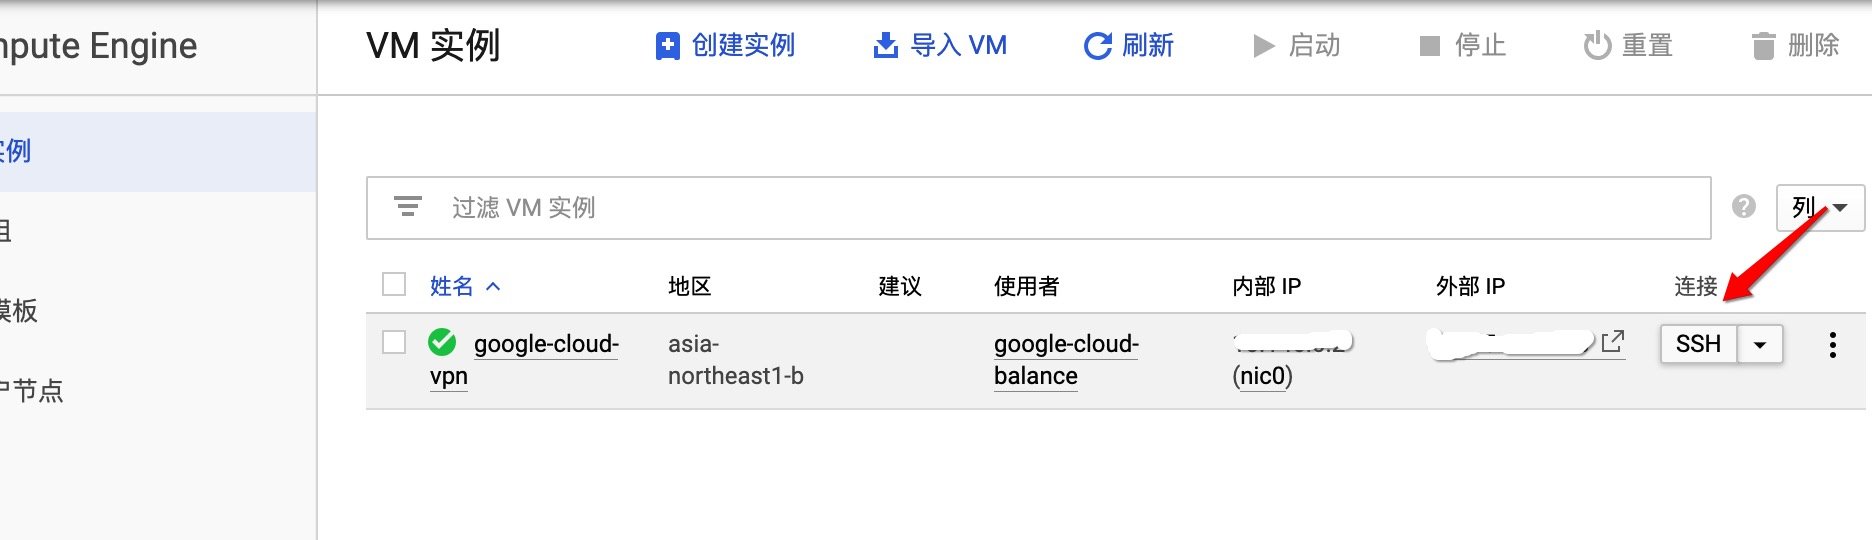 npute Engine
VM 实例
创建实例
导入 VM
刷新
启动
停止
重置
删除
实例
组
模板
户节点
过滤 VM 实例
列
姓名 地区 建议 使用者 内部 IP 外部 IP 连接
google-cloud- asia- google-cloud- SSH
vpn northeast1-b balance (nic0)